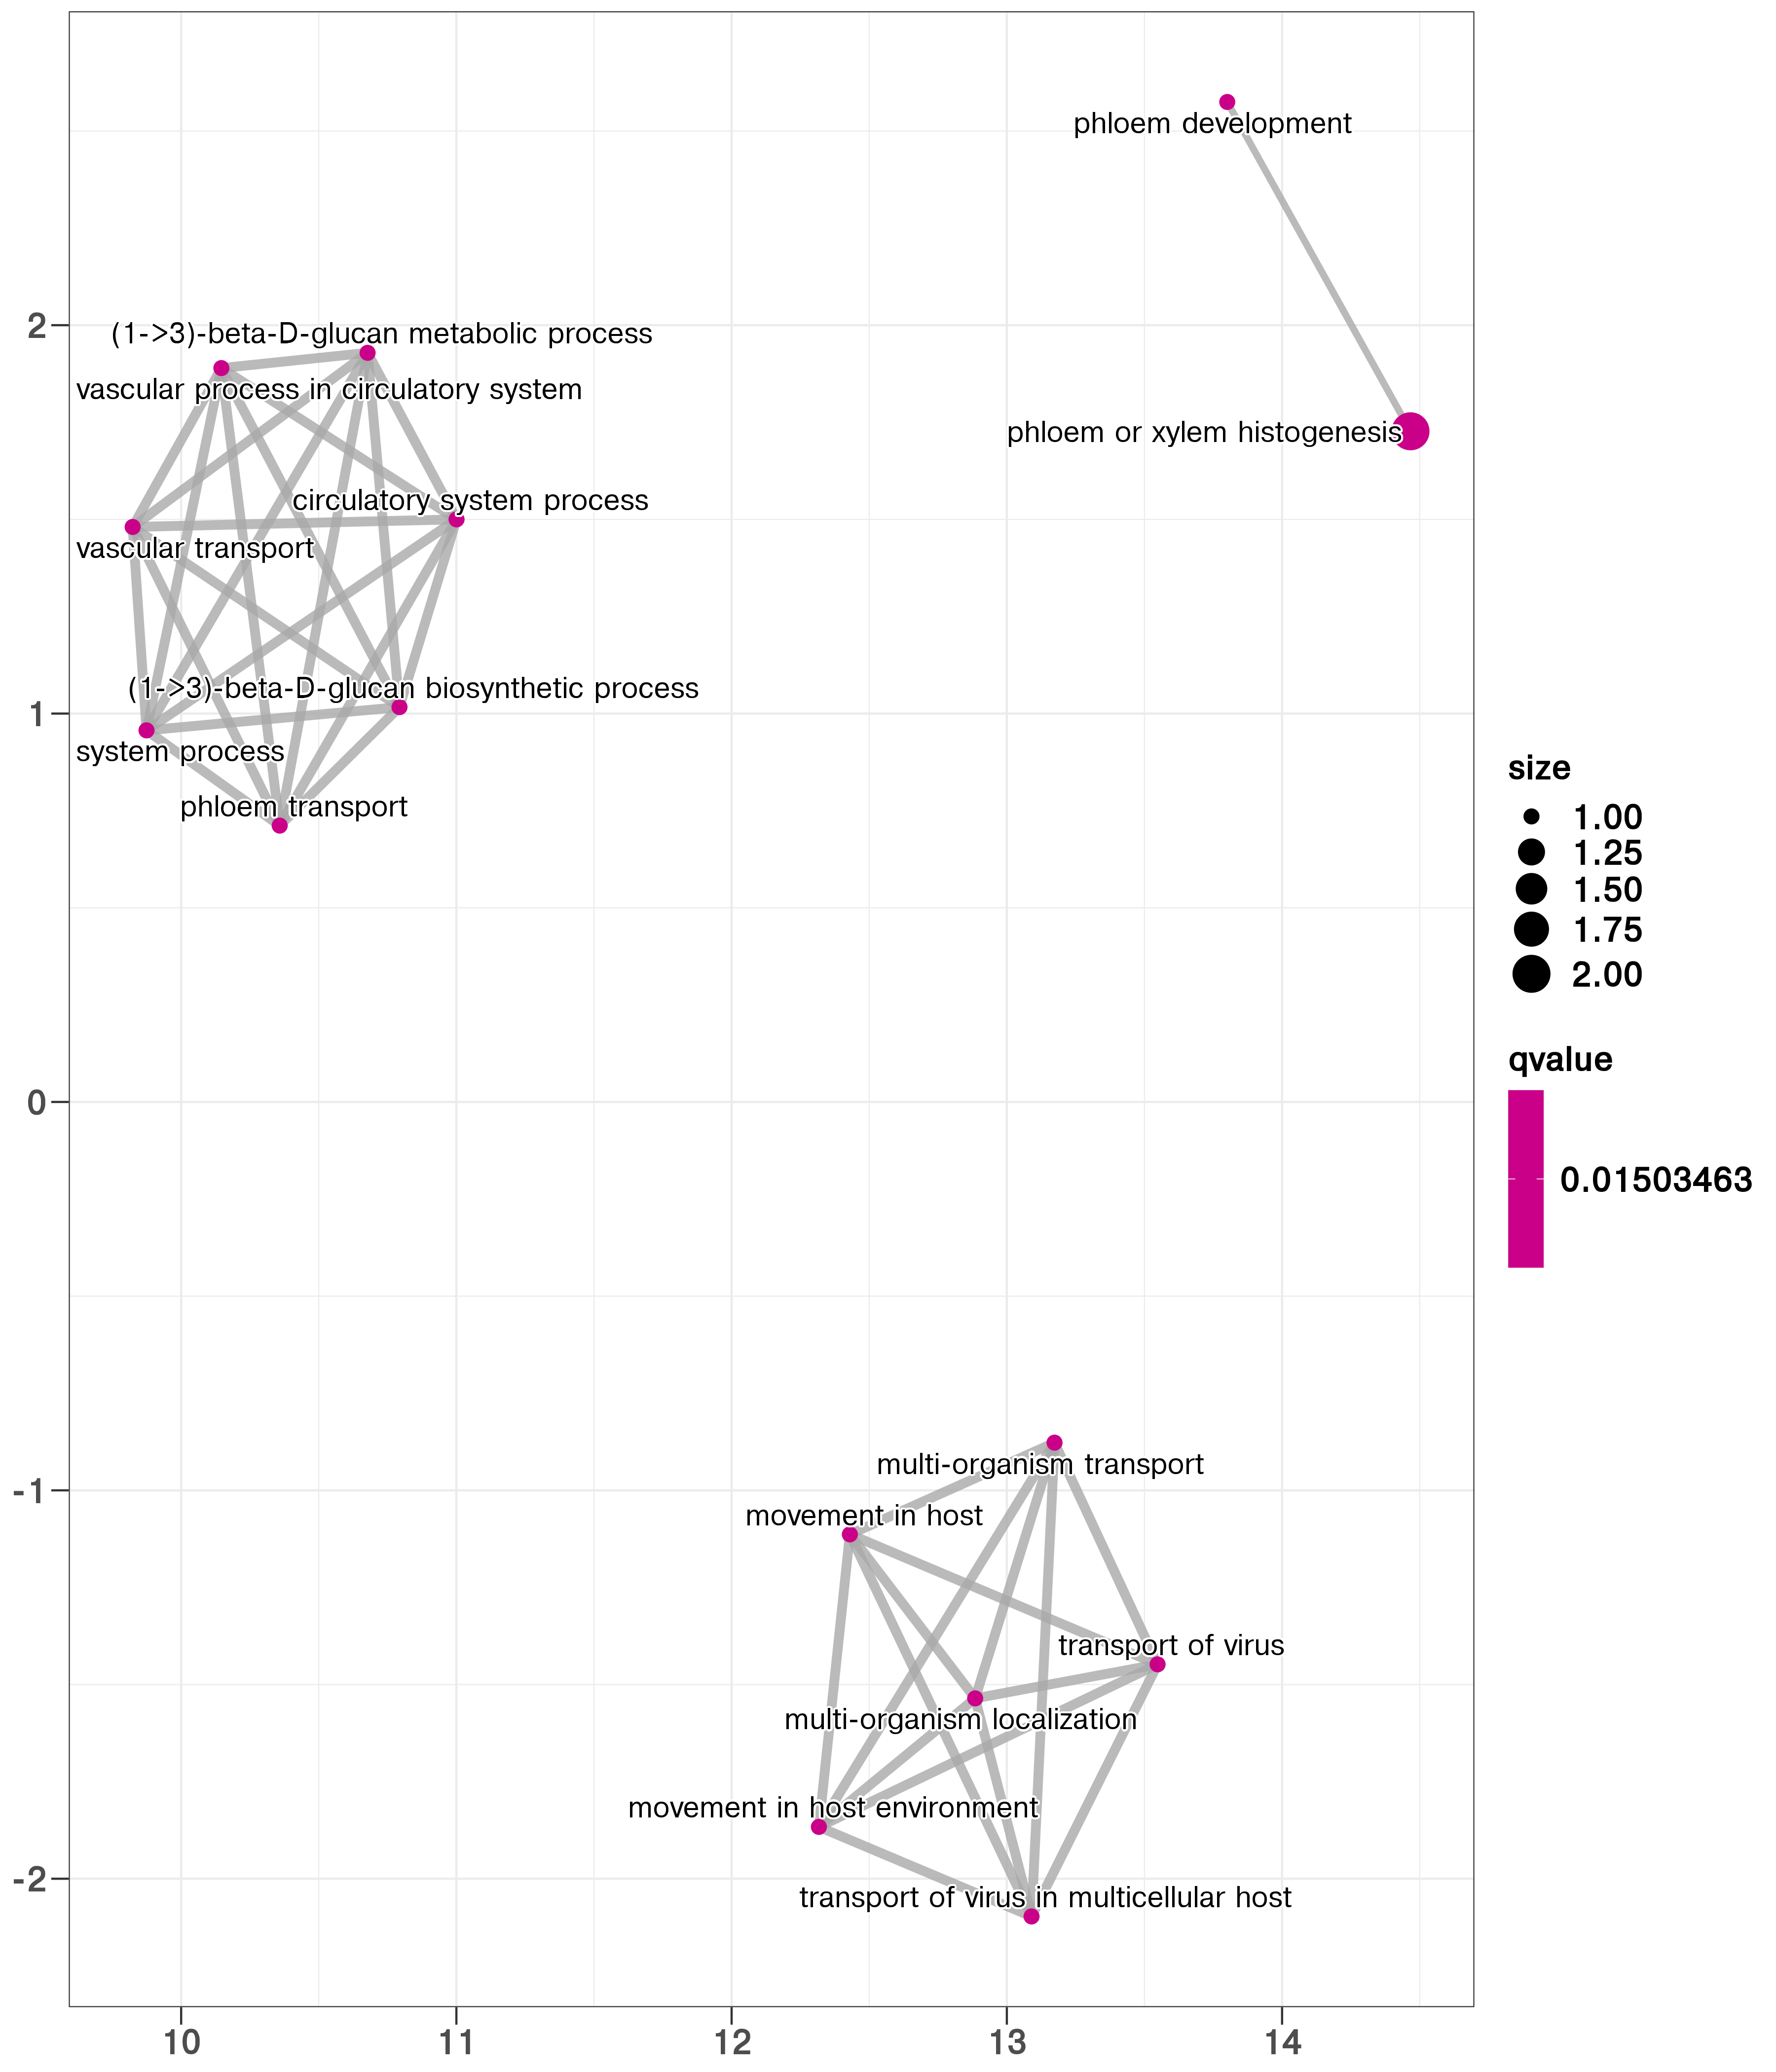 phloem development
2
(1->3)-beta-D-glucan metabolic process
vascular process in circulatory system
phloem or xylem histogenesis
circulatory system process
vascular transport
(1->3)-beta-D-glucan biosynthetic process
1
system process
phloem transport
size
1.00
1.25
1.50
1.75
2.00
qvalue
0.01503463
0
multi-organism transport
-1
movement in host
transport of virus
multi-organism localization
movement in host environment
-2
transport of virus in multicellular host
10 11 12 13 14